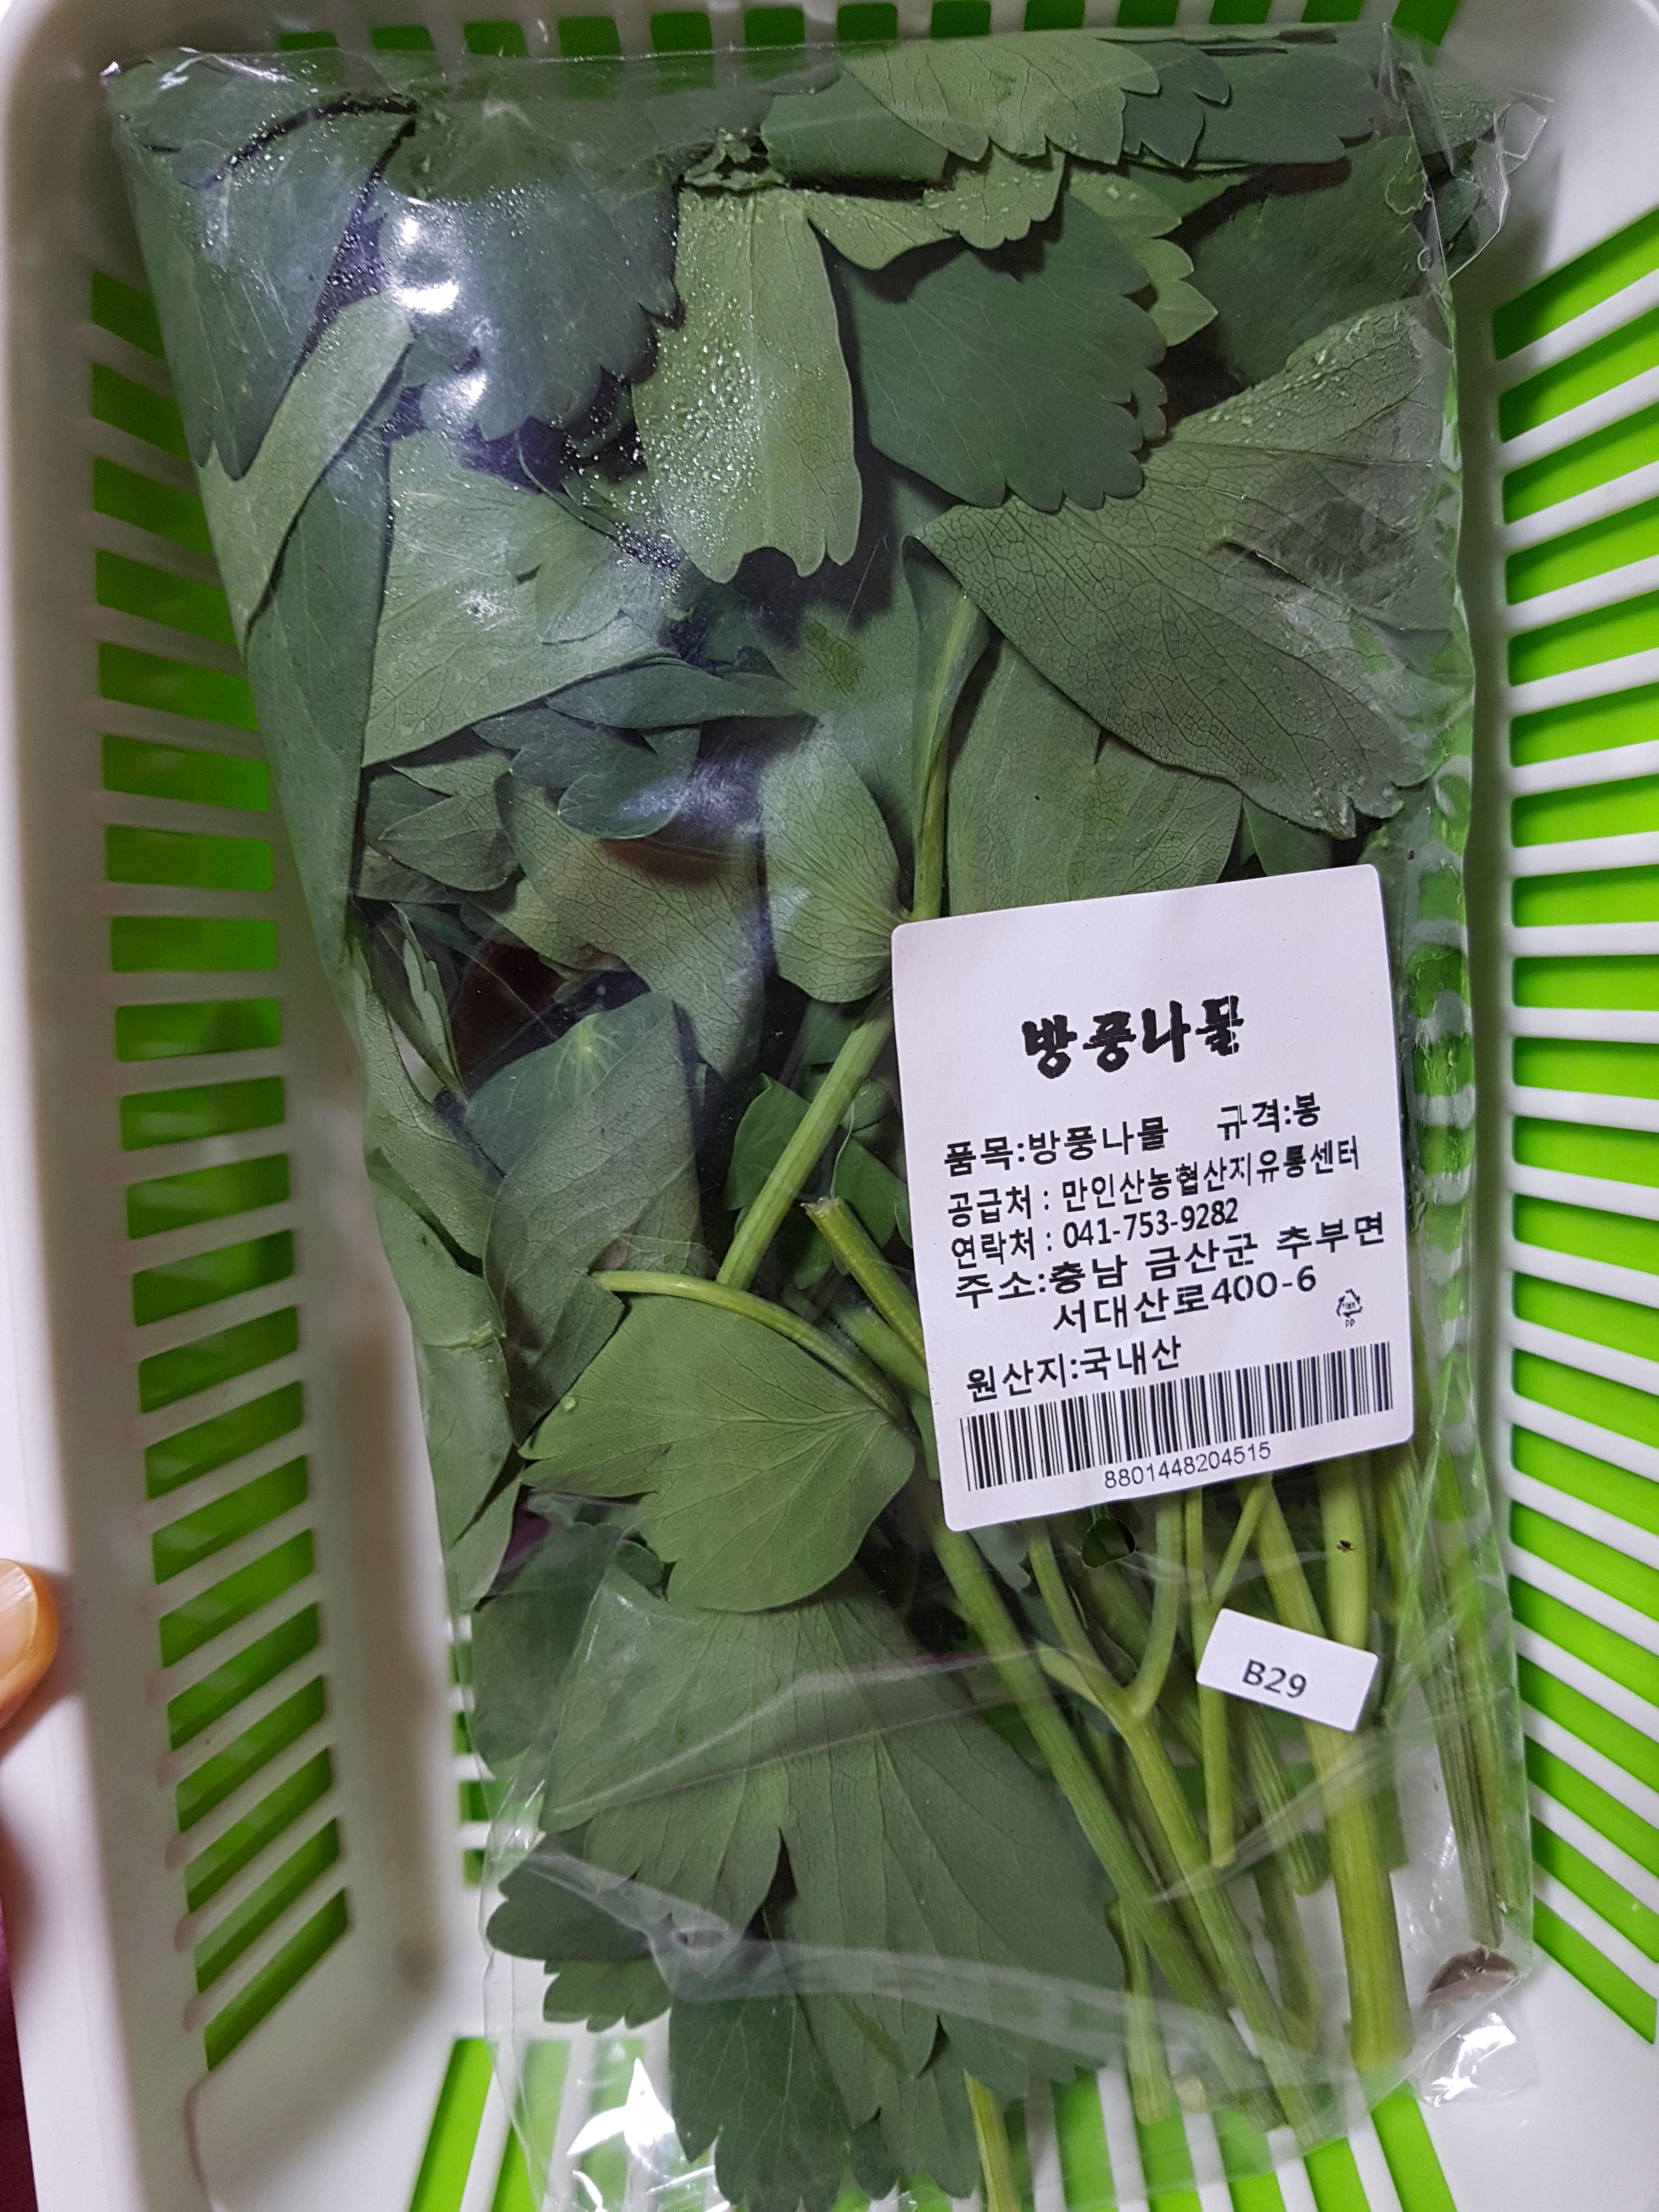 방풍나물
품목:방풍나물 규격:봉
공급처 : 만인산농협산지유통센터
연락처 : 041-753-9282
주소:충남 금산군 추부면
서대산로400-6
PP
원산지:국내산
8801448204515
B29